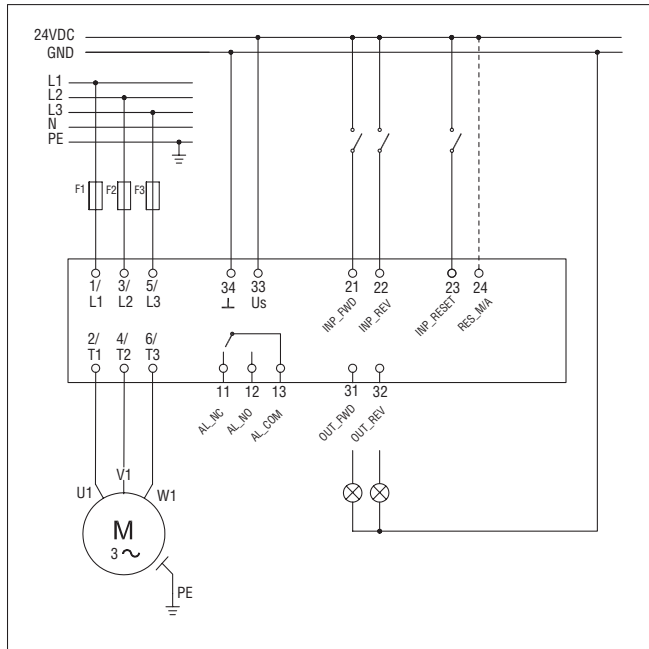 24VDC
GND
L1
L2
L3
N
PE
F1 F2 F3
1/ 3/ 5/ 34 33 21 22 23 24
L1 L2 L3 ⊥ Us
INP_FWD INP_REV INP_RESET RES_M/A
2/ 4/ 6/
T1 T2 T3
11 12 13 31 32
AL_NC AL_NO AL_COM OUT_FWD OUT_REV
U1 V1 W1
M
3 ~
PE